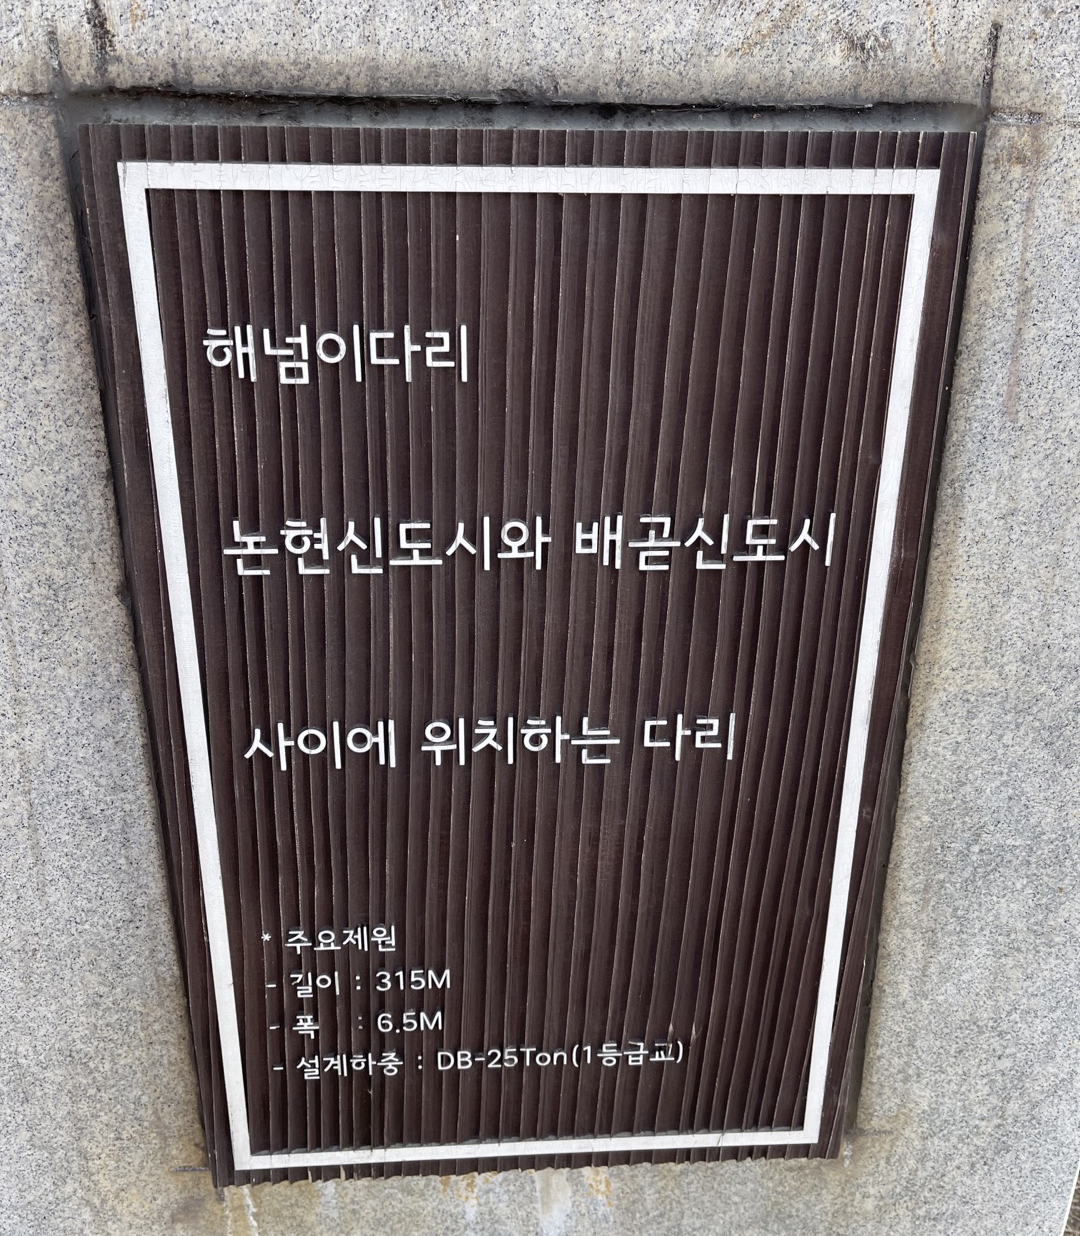 해넘이다리
논현신도시와 배곧신도시
사이에 위치하는 다리
* 주요제원
- 길이 : 315M
- 폭 : 6.5M
- 설계하중 : DB-25Ton(1등급교)